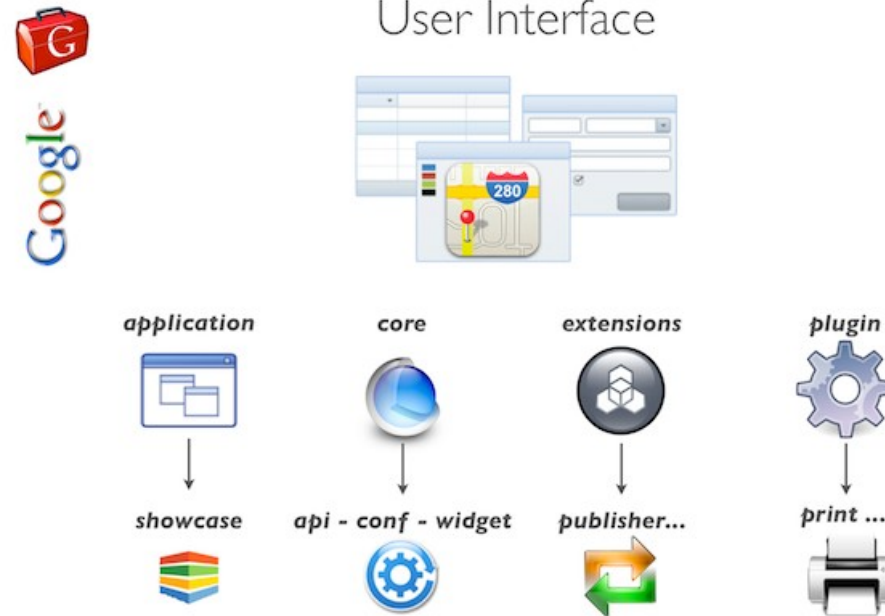 User Interface
G
Google
280
application
core
extensions
plugin
showcase
api - conf - widget
publisher...
print ...